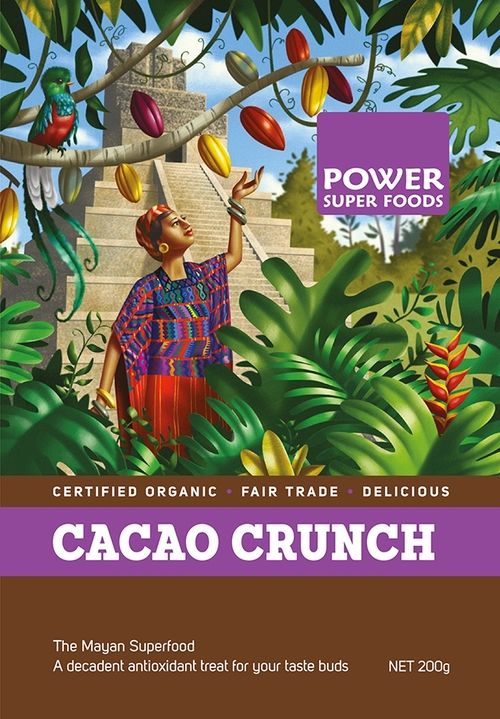 POWER
SUPER FOODS
CERTIFIED ORGANIC • FAIR TRADE • DELICIOUS
CACAO CRUNCH
The Mayan Superfood
A decadent antioxidant treat for your taste buds NET 200g